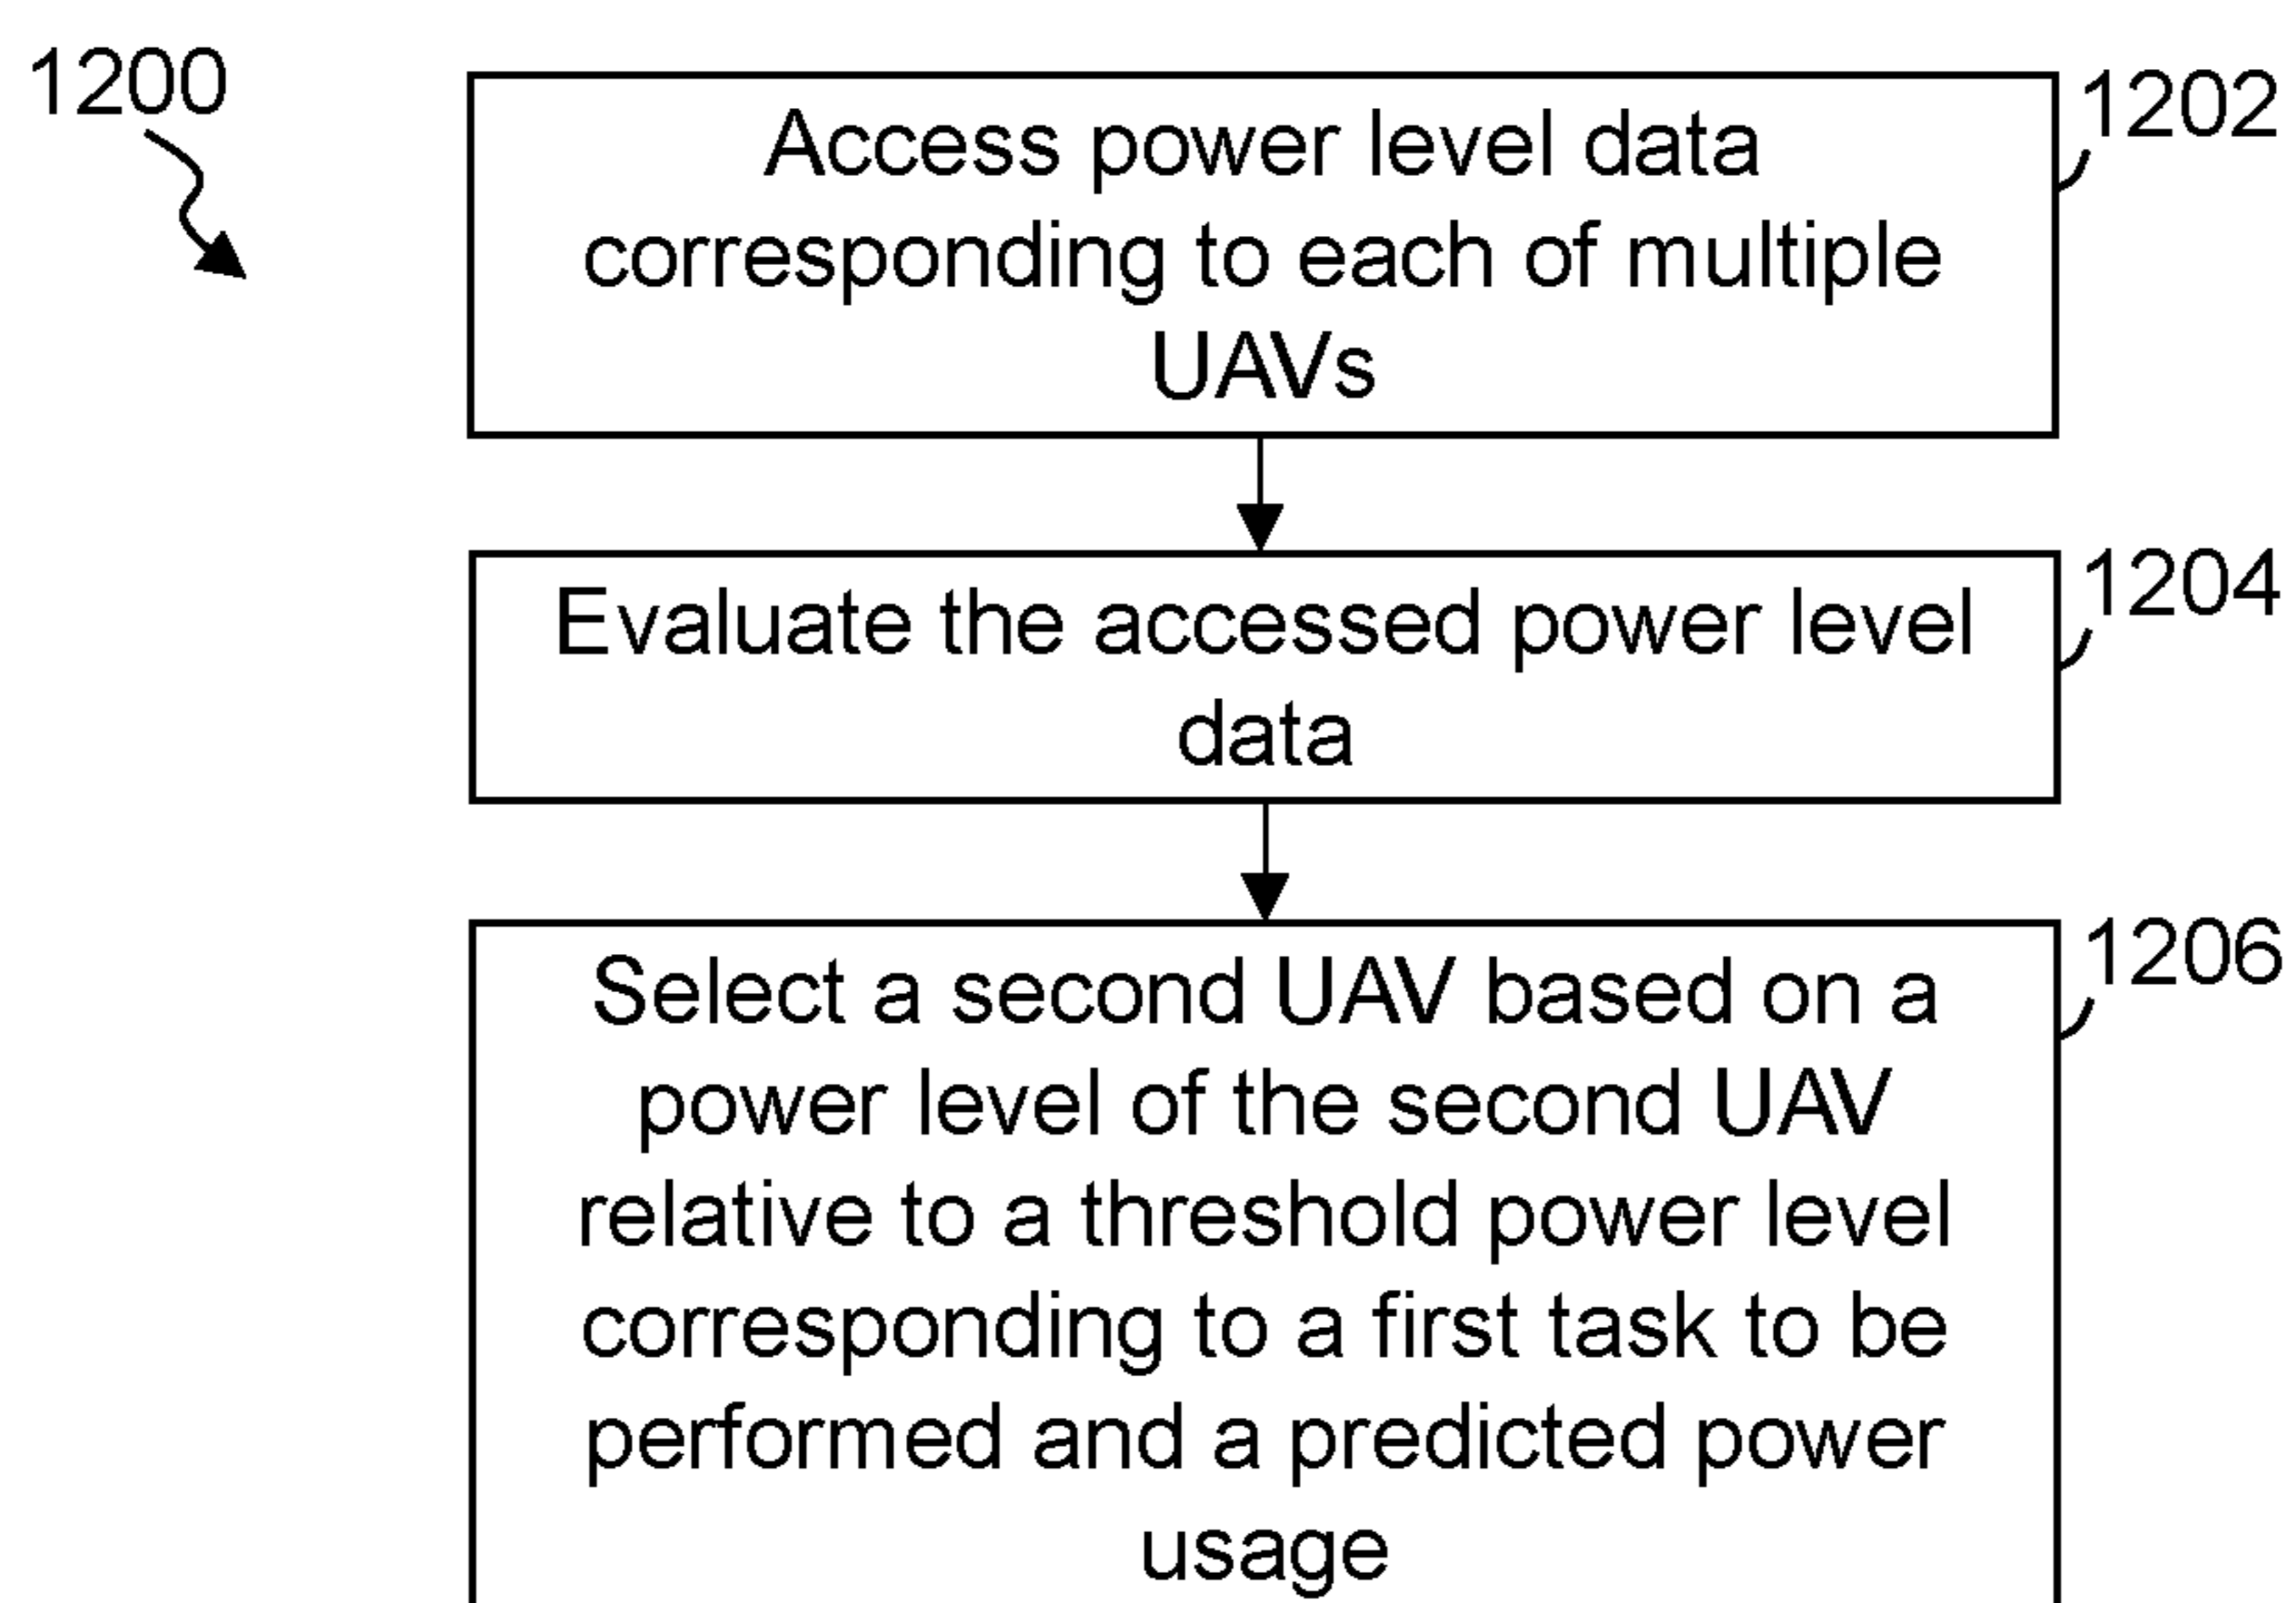 1200
1202
Access power level data
corresponding to each of multiple
UAVs
1204
Evaluate the accessed power level
data
1206
Select a second UAV based on a
power level of the second UAV
relative to a threshold power level
corresponding to a first task to be
performed and a predicted power
usage